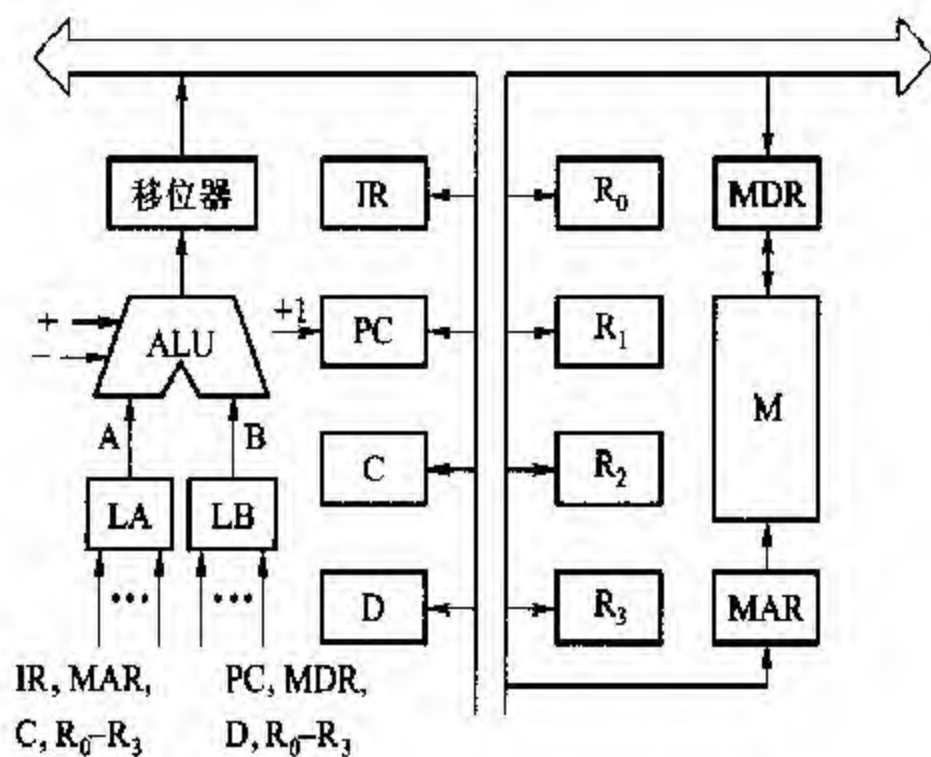 移位器
IR
R₀
MDR
+
−
ALU
+1
PC
R₁
M
A
B
C
R₂
LA
LB
...
...
D
R₃
MAR
IR, MAR,
C, R₀–R₃
PC, MDR,
D, R₀–R₃